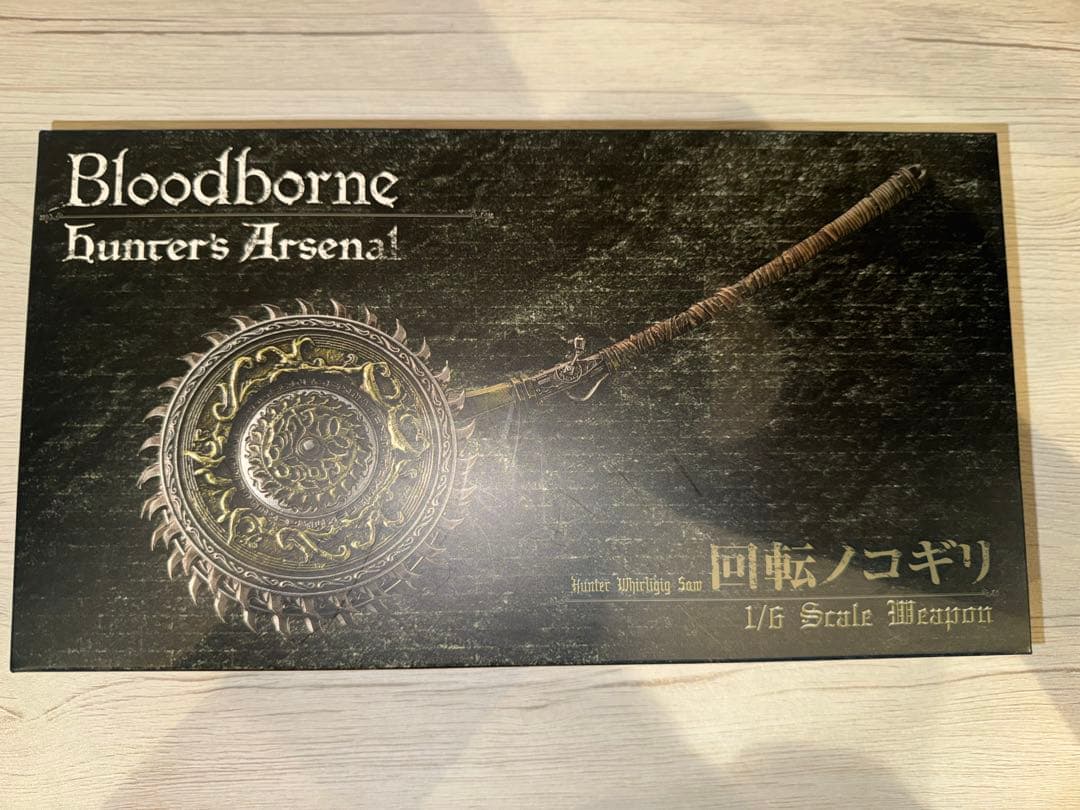 Bloodborne
Hunter's Arsenal
Hunter Whirligig Saw 回転ノコギリ
1/6 Scale Weapon